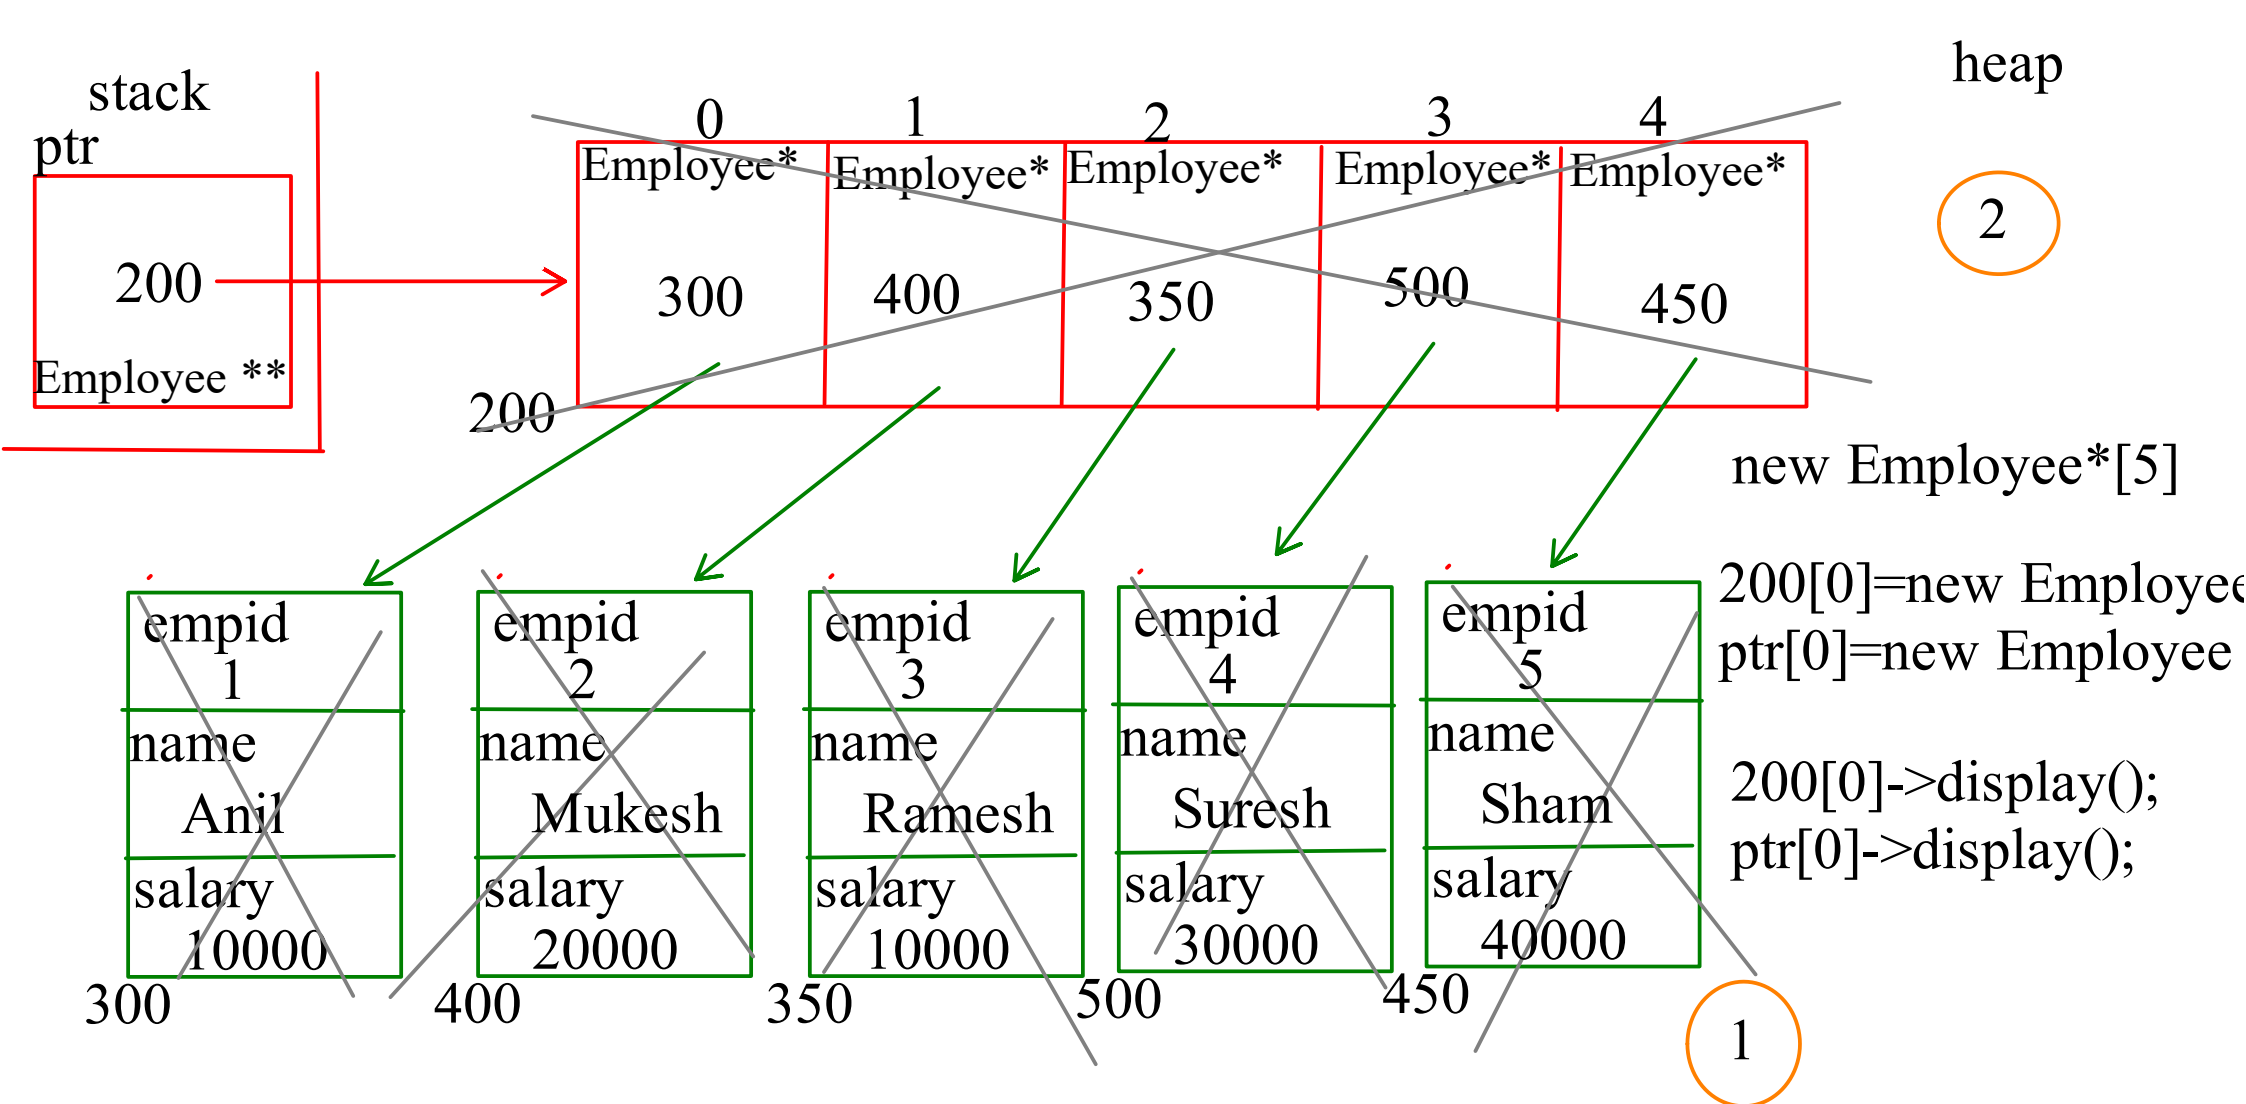 stack
heap
ptr
200
Employee **
0 1 2 3 4
Employee* Employee* Employee* Employee* Employee*
300 400 350 500 450
200
2
new Employee*[5]
200[0]=new Employee
ptr[0]=new Employee
200[0]->display();
ptr[0]->display();
empid
1
name
Anil
salary
10000
300
empid
2
name
Mukesh
salary
20000
400
empid
3
name
Ramesh
salary
10000
350
empid
4
name
Suresh
salary
30000
500
empid
5
name
Sham
salary
40000
450
1